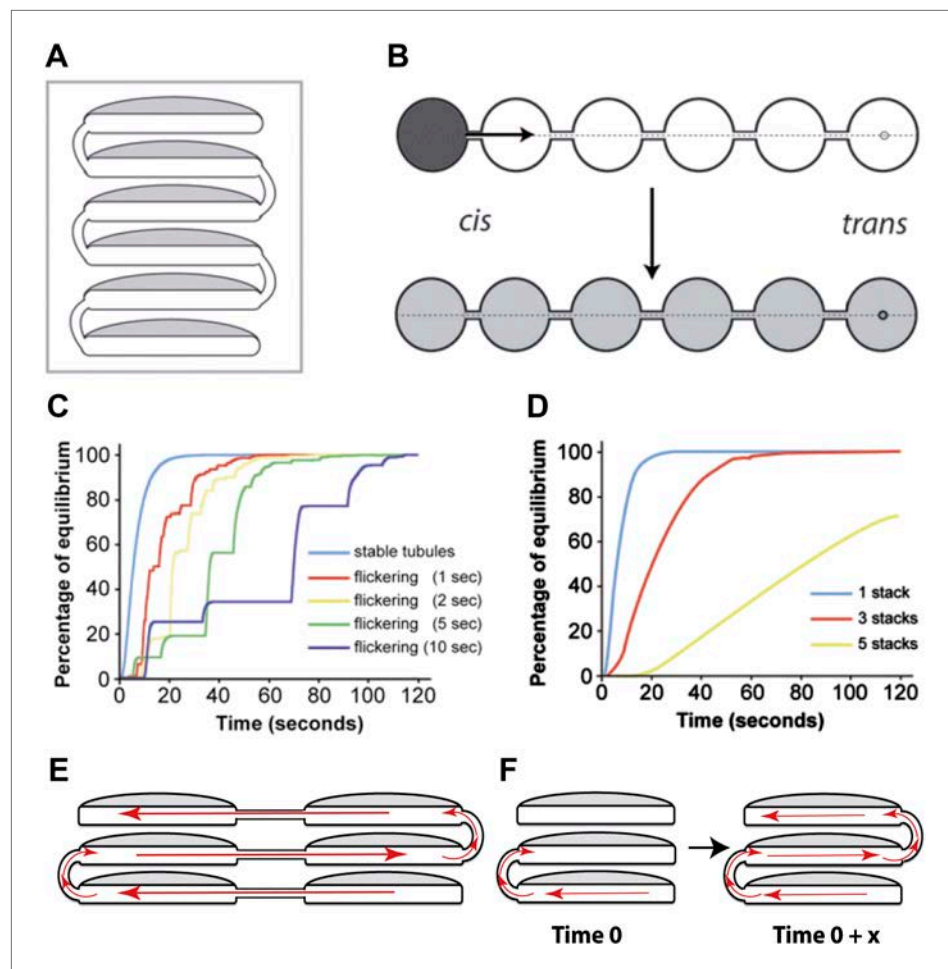 A
B
cis
trans
C
D
Percentage of equilibrium
100
80
60
40
20
0
stable tubules
flickering (1 sec)
flickering (2 sec)
flickering (5 sec)
flickering (10 sec)
0 20 40 60 80 100 120
Time (seconds)
Percentage of equilibrium
100
80
60
40
20
0
1 stack
3 stacks
5 stacks
0 20 40 60 80 100 120
Time (seconds)
E
F
Time 0
Time 0 + x